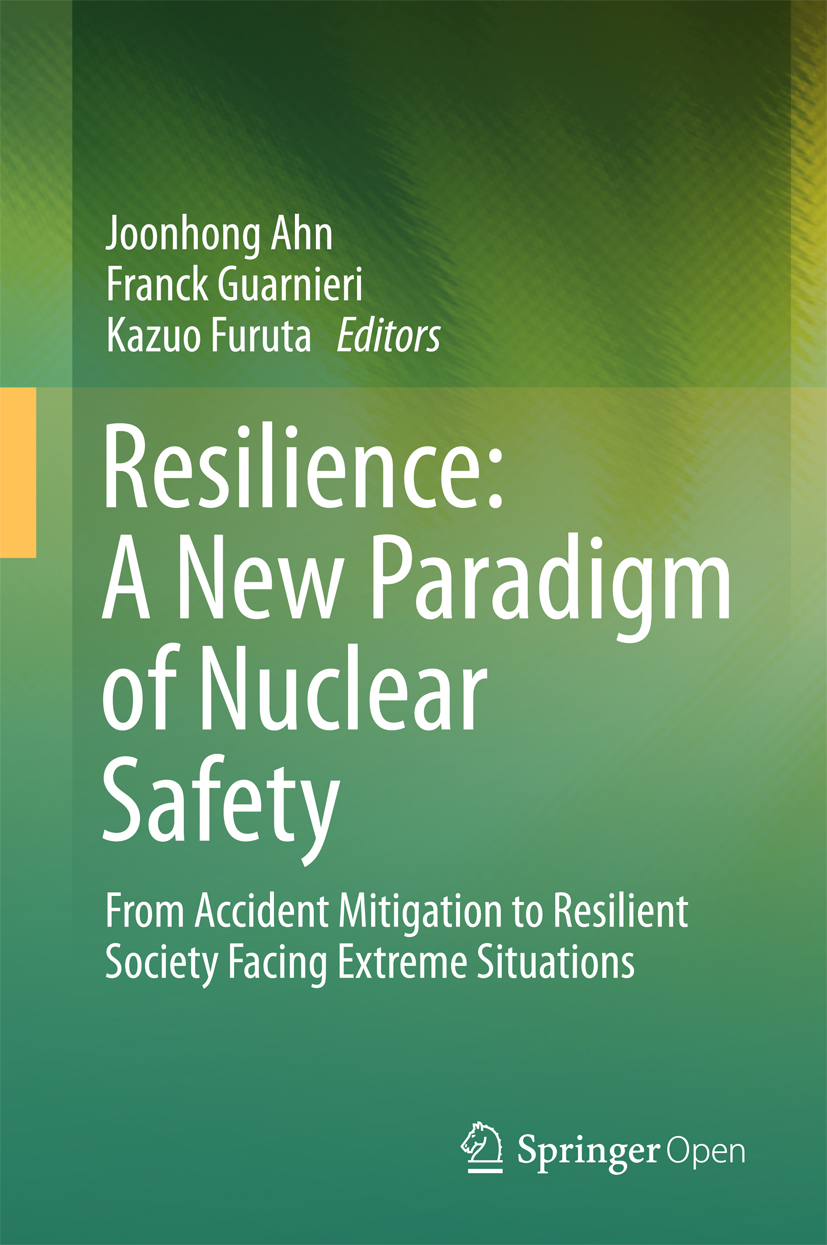 Joonhong Ahn
Franck Guarnieri
Kazuo Furuta Editors
Resilience:
A New Paradigm
of Nuclear
Safety
From Accident Mitigation to Resilient
Society Facing Extreme Situations
Springer Open